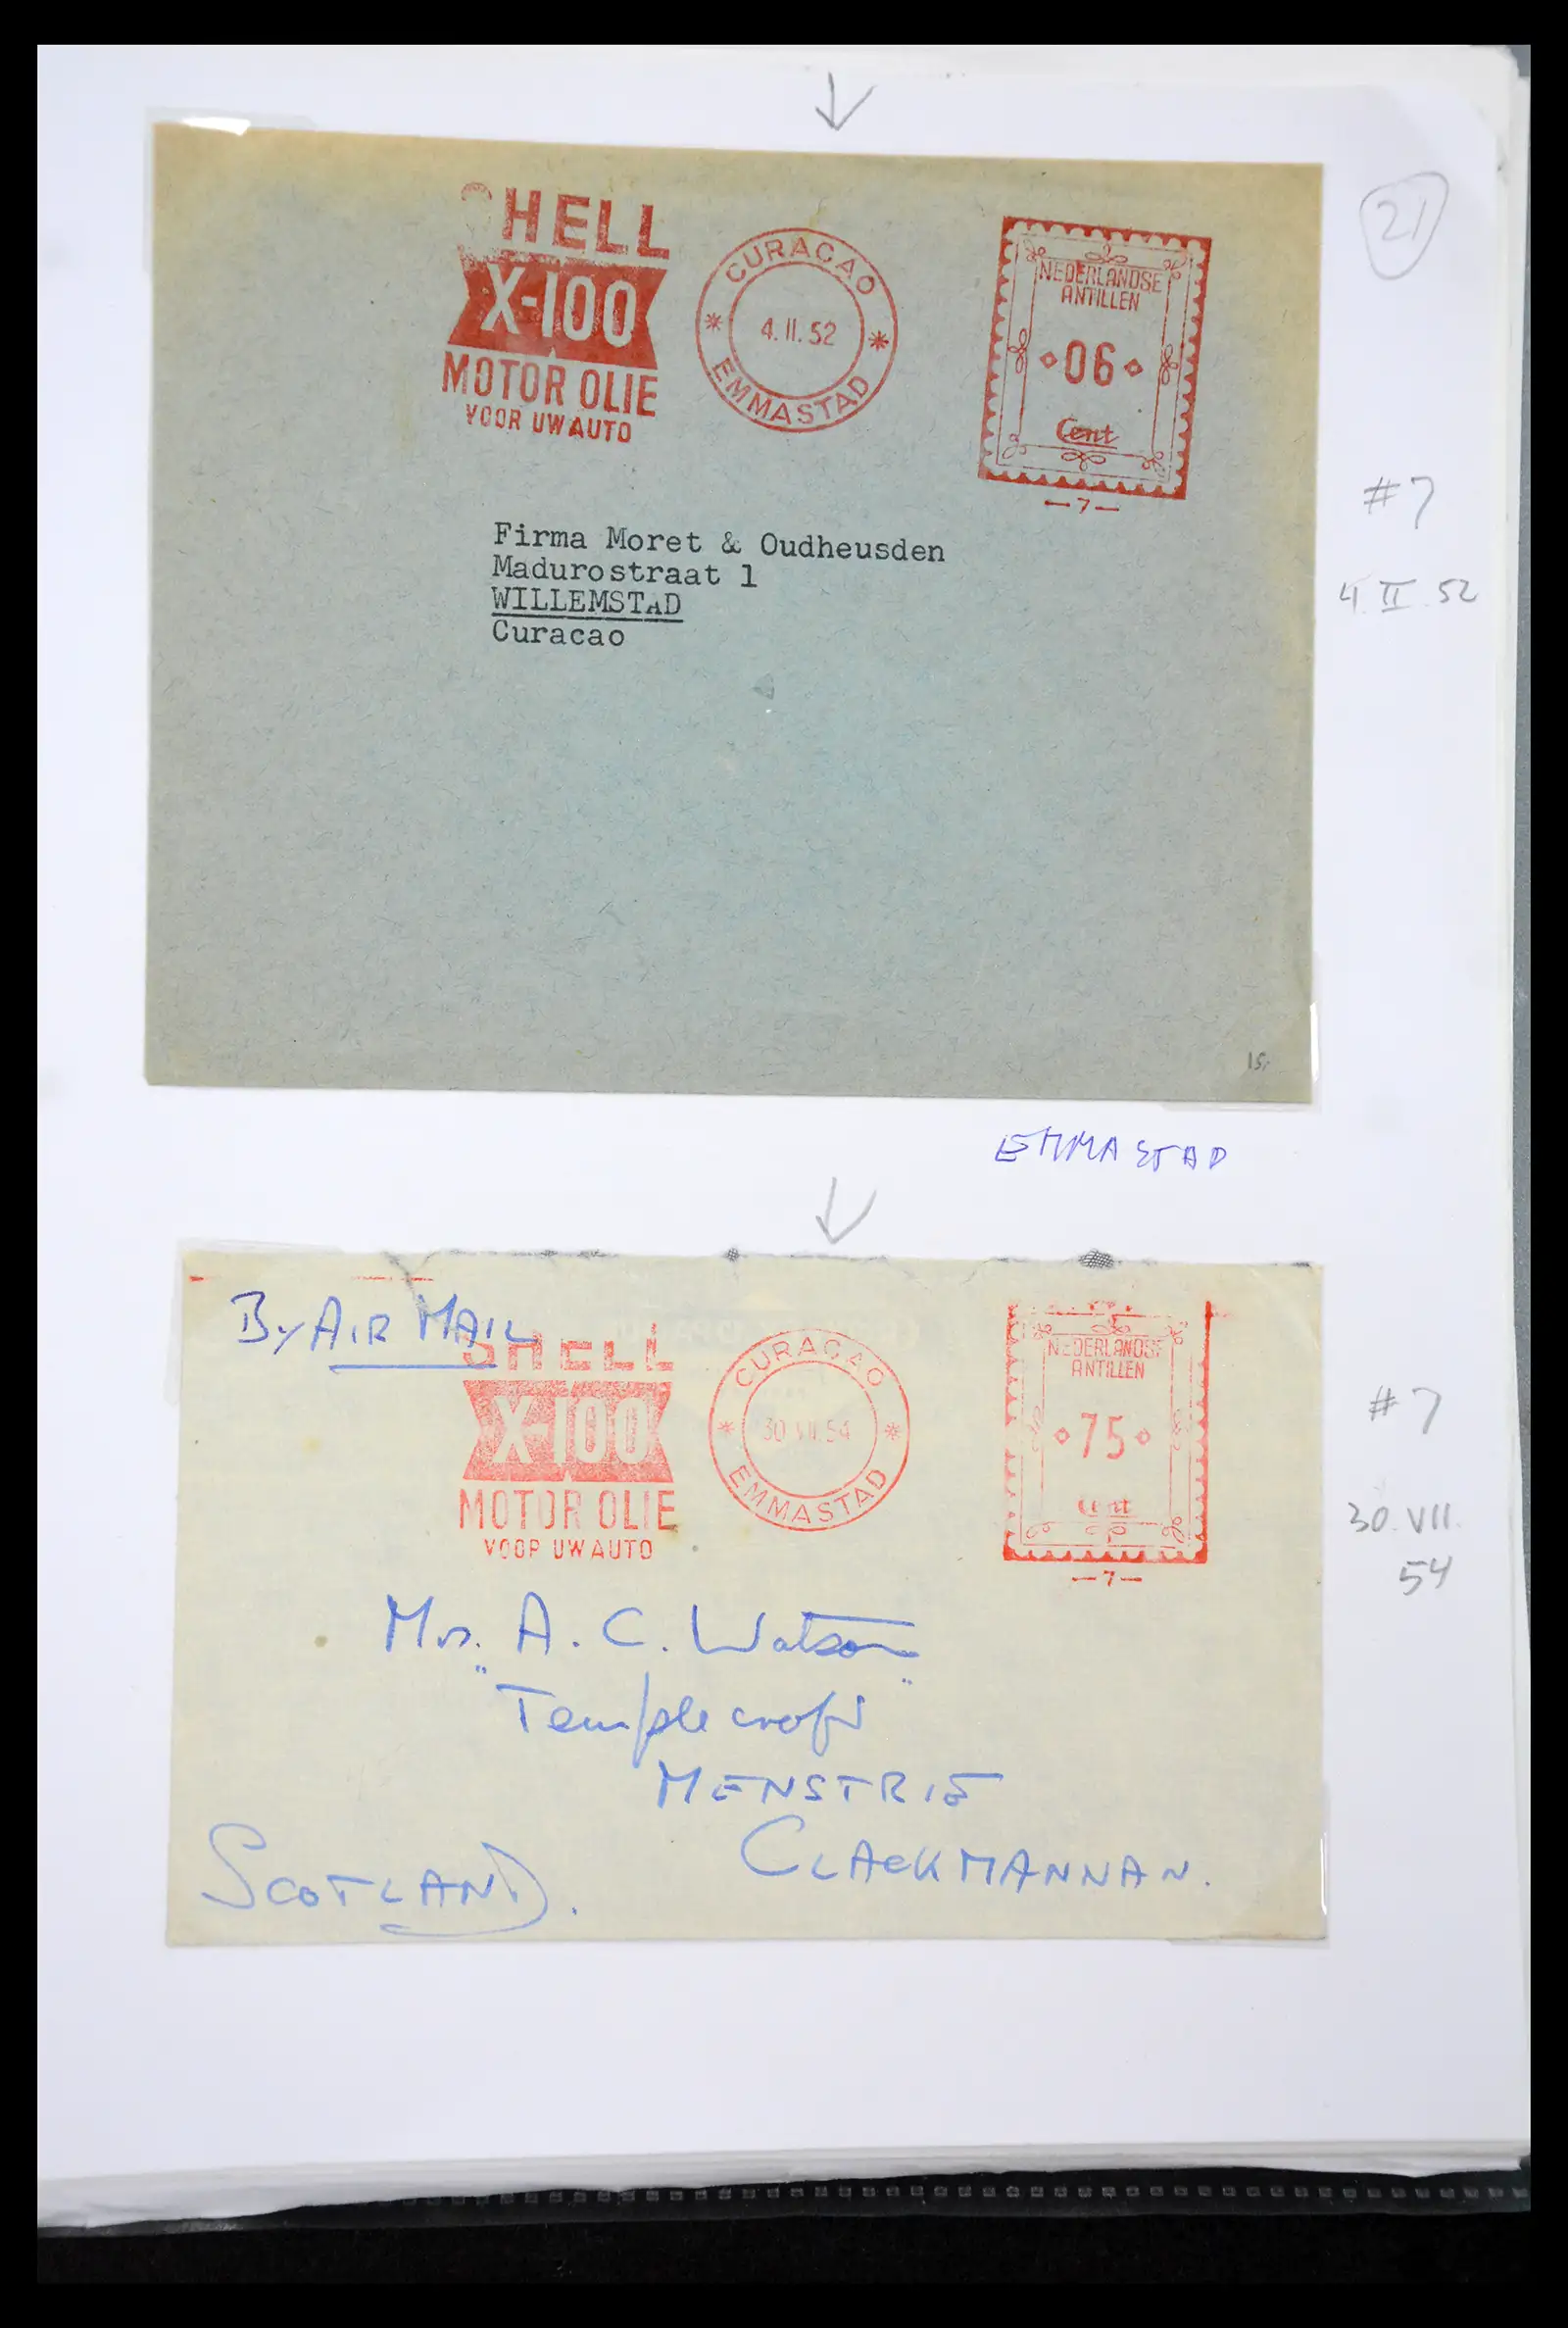 21
SHELL
X-100
MOTOR OLIE
VOOR UW AUTO
CURACAO
4.II.52
EMMASTAD
NEDERLANDSE
ANTILLEN
06
Cent
7
#7
4.II.52
Firma Moret & Oudheusden
Madurostraat 1
WILLEMSTAD
Curacao
15,-
EMMASTAD
By AIR MAIL
SHELL
X-100
MOTOR OLIE
VOOR UW AUTO
CURACAO
30 VII 54
EMMASTAD
NEDERLANDSE
ANTILLEN
75
Cent
7
#7
30.VII.
54
Mrs. A. C. Watson
"Templecroft"
MENSTRIE
CLACKMANNAN.
SCOTLAND.